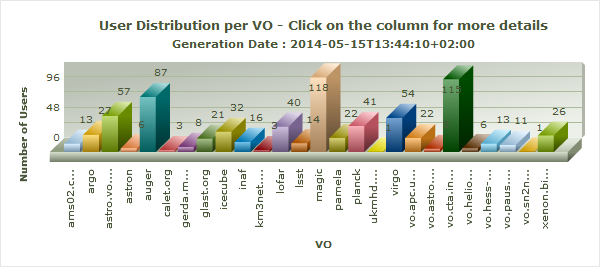 User Distribution per VO - Click on the column for more details
Generation Date : 2014-05-15T13:44:10+02:00
Number of Users
96
48
0
13
27
57
6
87
3
8
21
32
16
3
40
14
118
22
41
1
54
22
115
6
13
11
1
26
ams02.c...
argo
astro.vo....
astron
auger
calet.org
gerda.m...
glast.org
icecube
inaf
km3net....
lofar
lsst
magic
pamela
planck
ukmhd....
virgo
vo.apc.u...
vo.astro....
vo.cta.in...
vo.helio...
vo.hess-...
vo.paus....
vo.sn2n...
xenon.bi...
VO